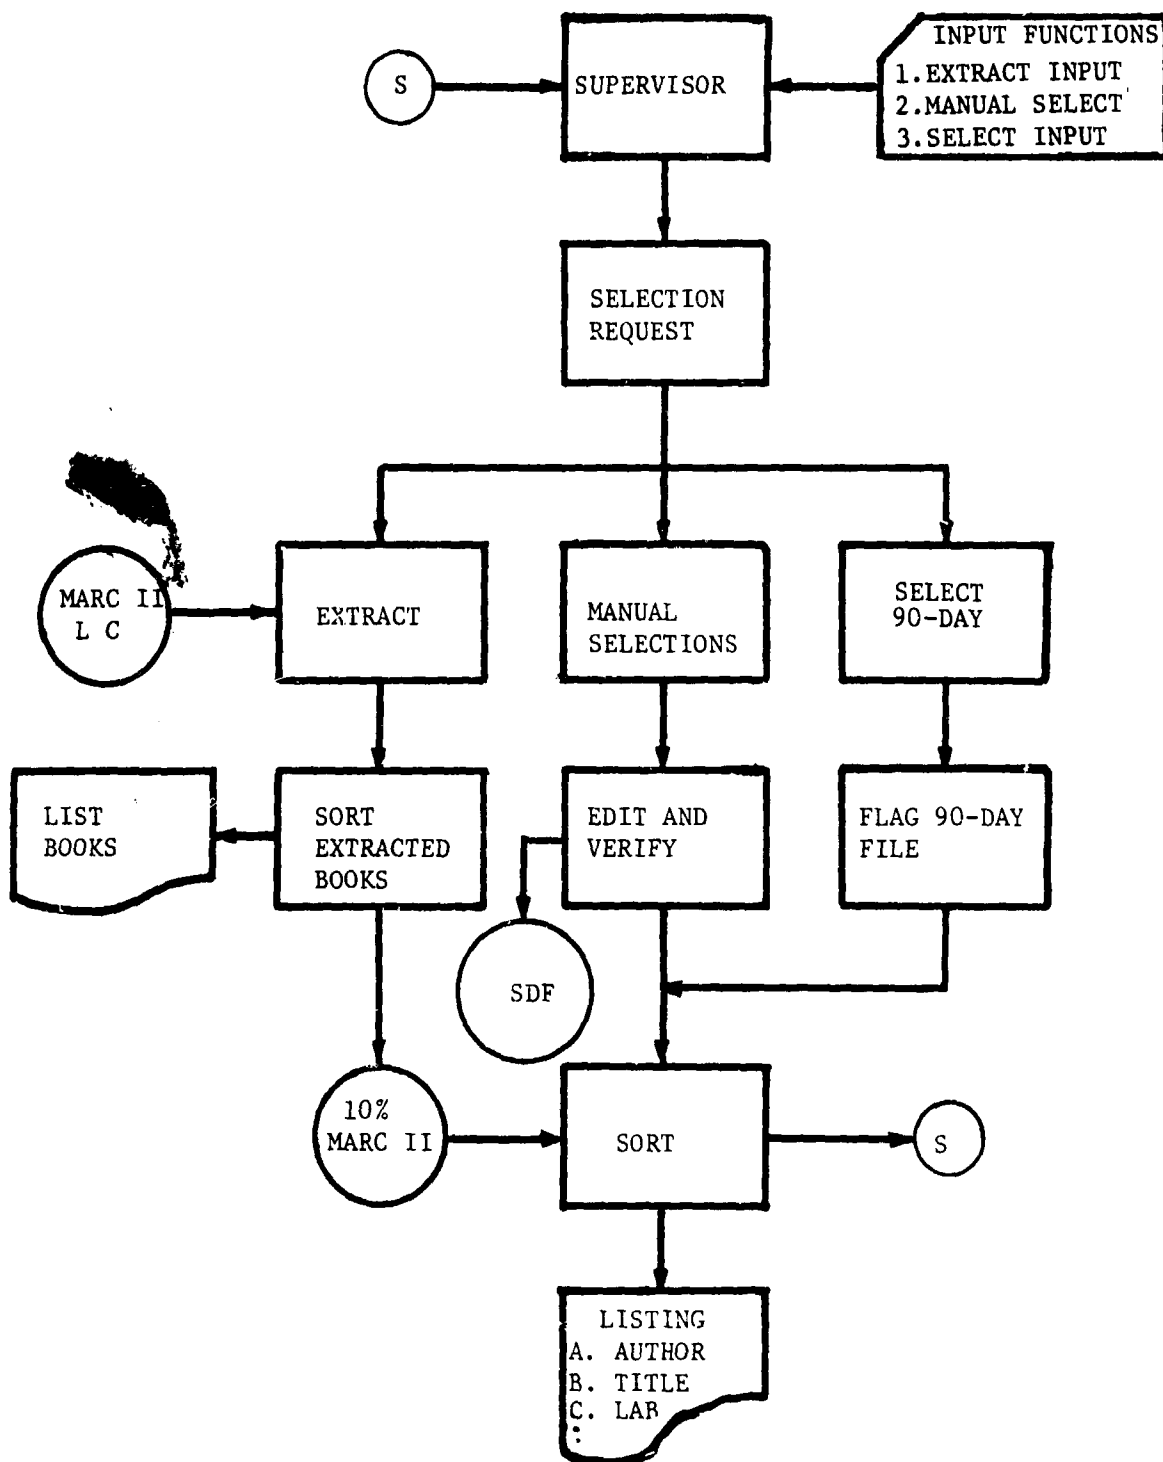 S
SUPERVISOR
INPUT FUNCTIONS
1.EXTRACT INPUT
2.MANUAL SELECT
3.SELECT INPUT
SELECTION
REQUEST
MARC II
L C
EXTRACT
MANUAL
SELECTIONS
SELECT
90-DAY
LIST
BOOKS
SORT
EXTRACTED
BOOKS
EDIT AND
VERIFY
FLAG 90-DAY
FILE
SDF
10%
MARC II
SORT
S
LISTING
A. AUTHOR
B. TITLE
C. LAB
: